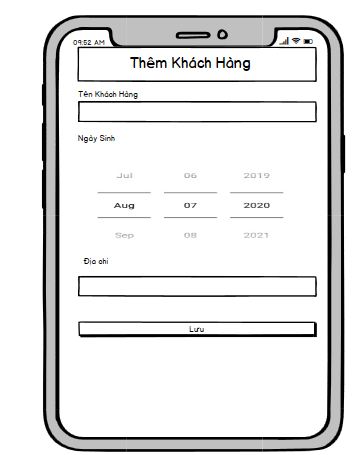 09:52 AM
Thêm Khách Hàng
Tên Khách Hàng
Ngày Sinh
Jul 06 2019
Aug 07 2020
Sep 08 2021
Địa chỉ
Lưu